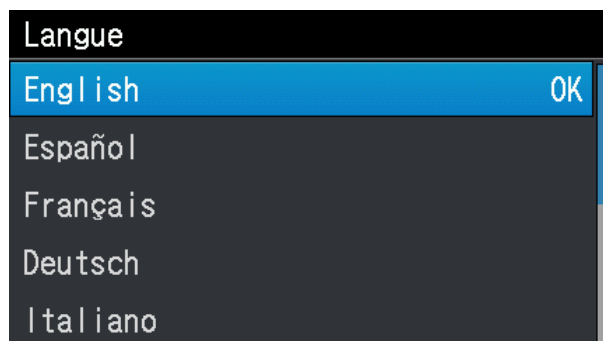 Langue
English OK
Español
Français
Deutsch
Italiano